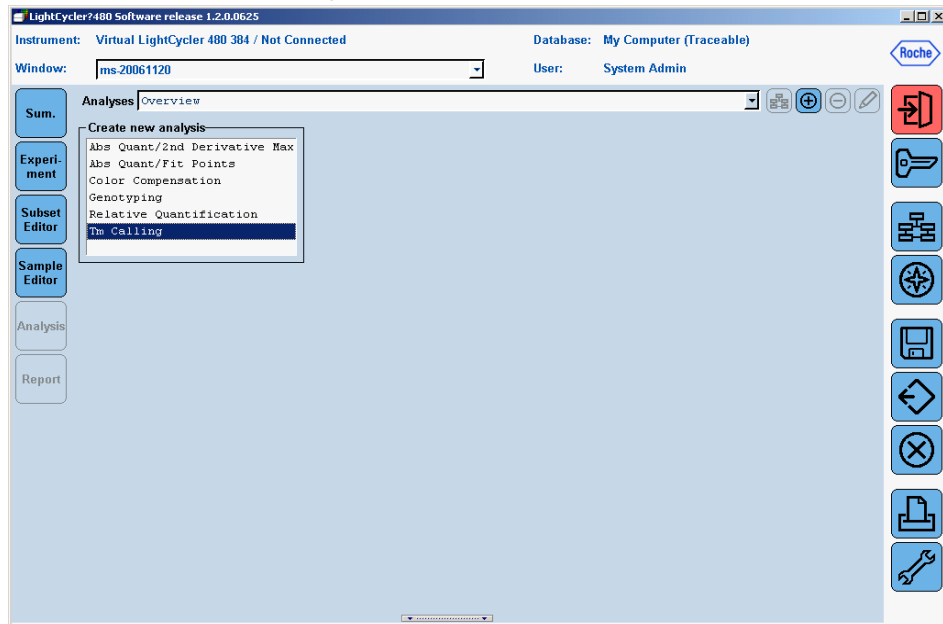 LightCycler?480 Software release 1.2.0.0625
Instrument: Virtual LightCycler 480 384 / Not Connected Database: My Computer (Traceable)
Window: ms-20061120 User: System Admin
Roche
Sum.
Analyses Overview
Create new analysis
Abs Quant/2nd Derivative Max
Abs Quant/Fit Points
Color Compensation
Genotyping
Relative Quantification
Tm Calling
Experi-
ment
Subset
Editor
Sample
Editor
Analysis
Report